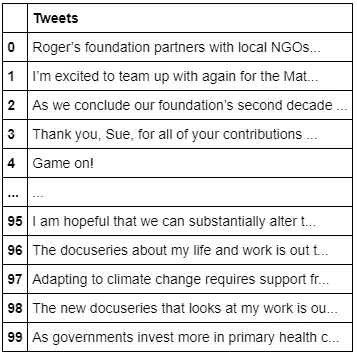 Tweets
0 Roger’s foundation partners with local NGOs...
1 I’m excited to team up with again for the Mat...
2 As we conclude our foundation’s second decade ...
3 Thank you, Sue, for all of your contributions ...
4 Game on!
... ...
95 I am hopeful that we can substantially alter t...
96 The docuseries about my life and work is out t...
97 Adapting to climate change requires support fr...
98 The new docuseries that looks at my work is ou...
99 As governments invest more in primary health c...